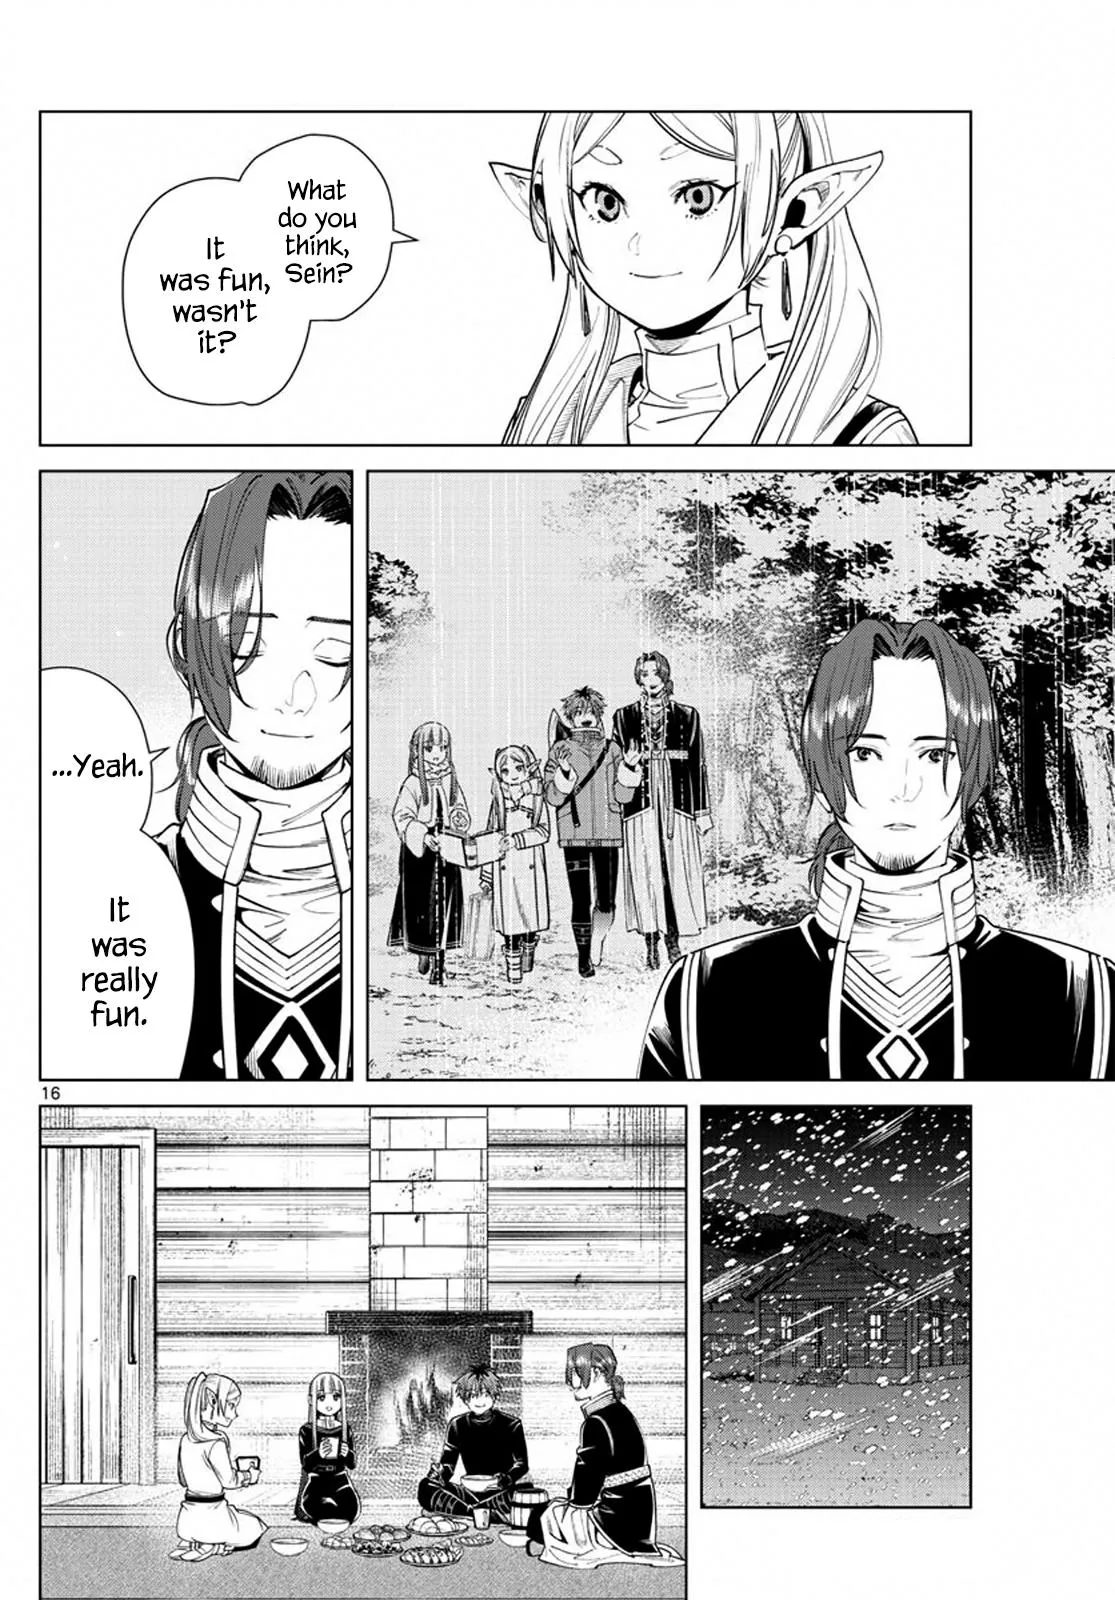 What
do you
think,
Sein?
It
was fun,
wasn't
it?
...Yeah.
It
was
really
fun.
16